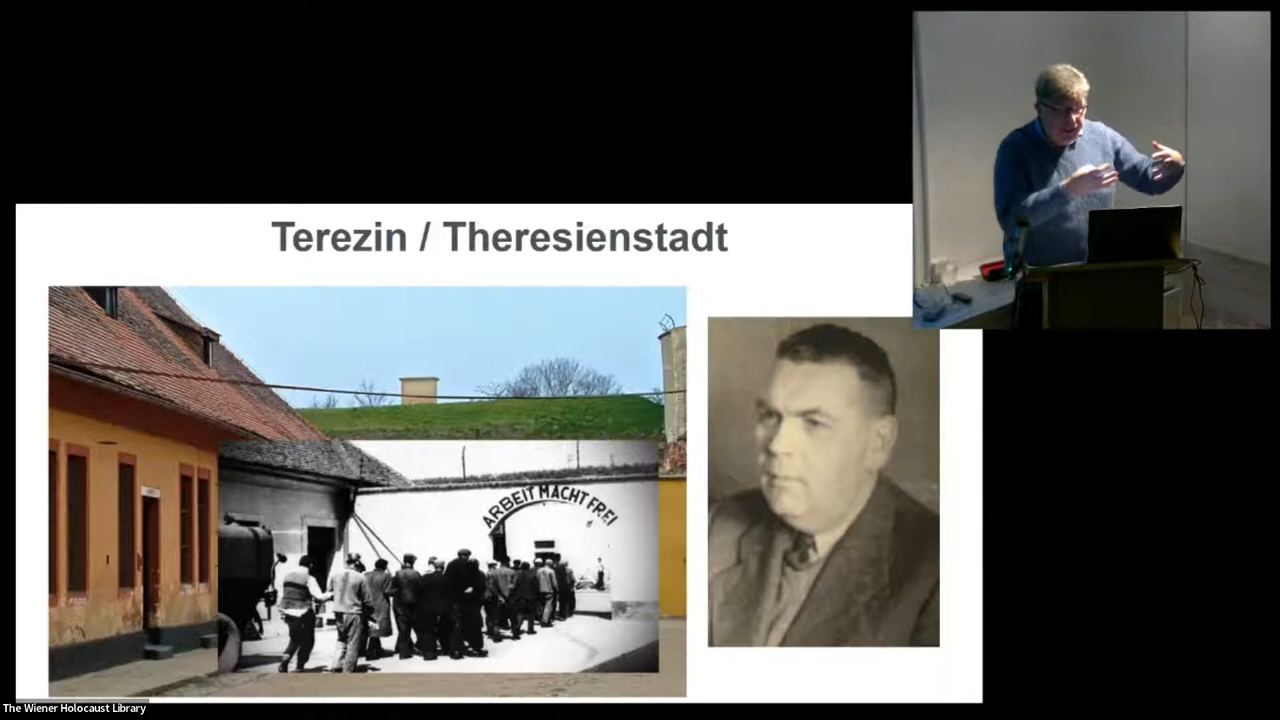 Terezin / Theresienstadt
ARBEIT MACHT FREI
The Wiener Holocaust Library